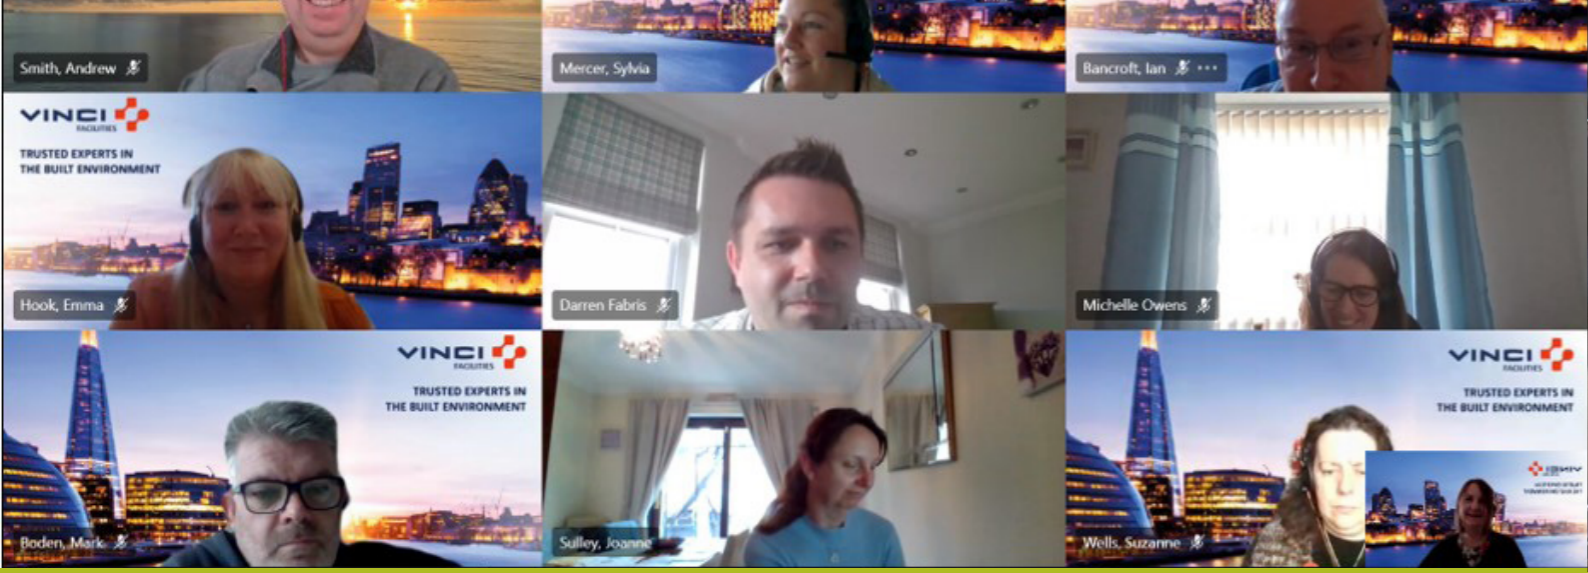 Smith, Andrew
Mercer, Sylvia
Bancroft, Ian
VINCI
FACILITIES
TRUSTED EXPERTS IN
THE BUILT ENVIRONMENT
Hook, Emma
Darren Fabris
Michelle Owens
VINCI
FACILITIES
TRUSTED EXPERTS IN
THE BUILT ENVIRONMENT
Boden, Mark
Sulley, Joanne
VINCI
FACILITIES
TRUSTED EXPERTS IN
THE BUILT ENVIRONMENT
Wells, Suzanne